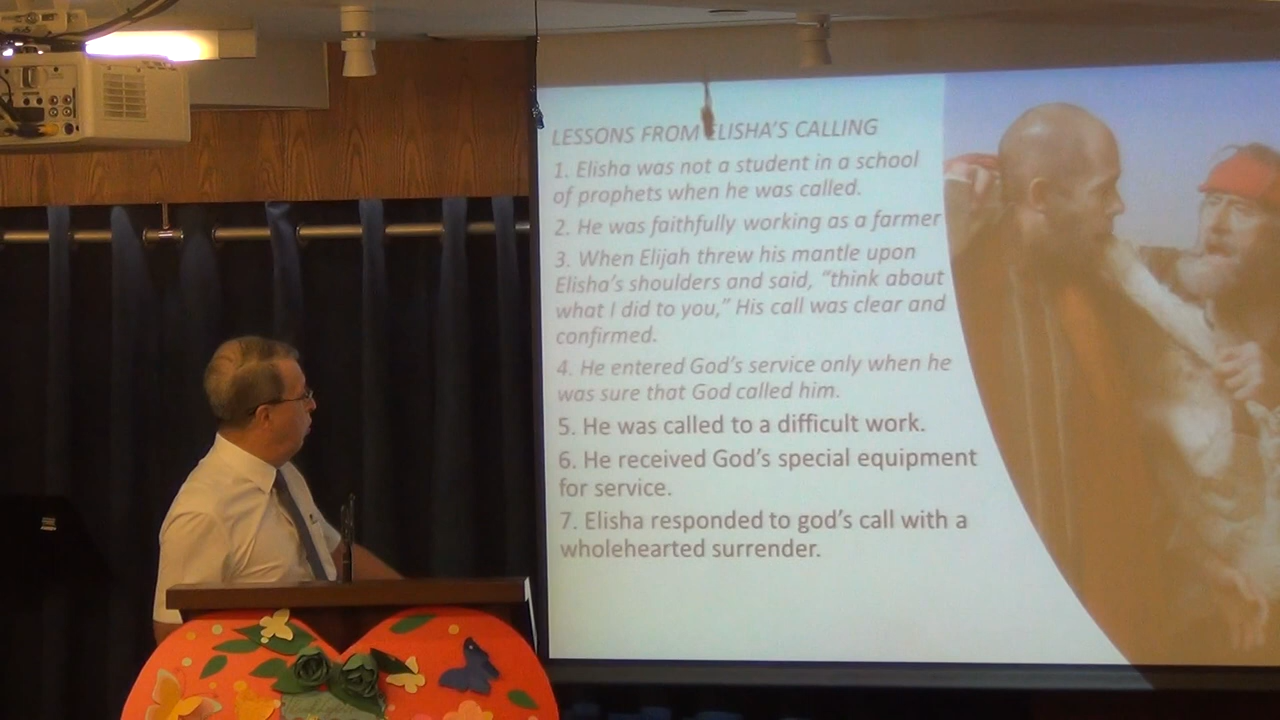 LESSONS FROM ELISHA'S CALLING
1. Elisha was not a student in a school
of prophets when he was called.
2. He was faithfully working as a farmer
3. When Elijah threw his mantle upon
Elisha's shoulders and said, "think about
what I did to you," His call was clear and
confirmed.
4. He entered God's service only when he
was sure that God called him.
5. He was called to a difficult work.
6. He received God's special equipment
for service.
7. Elisha responded to god's call with a
wholehearted surrender.